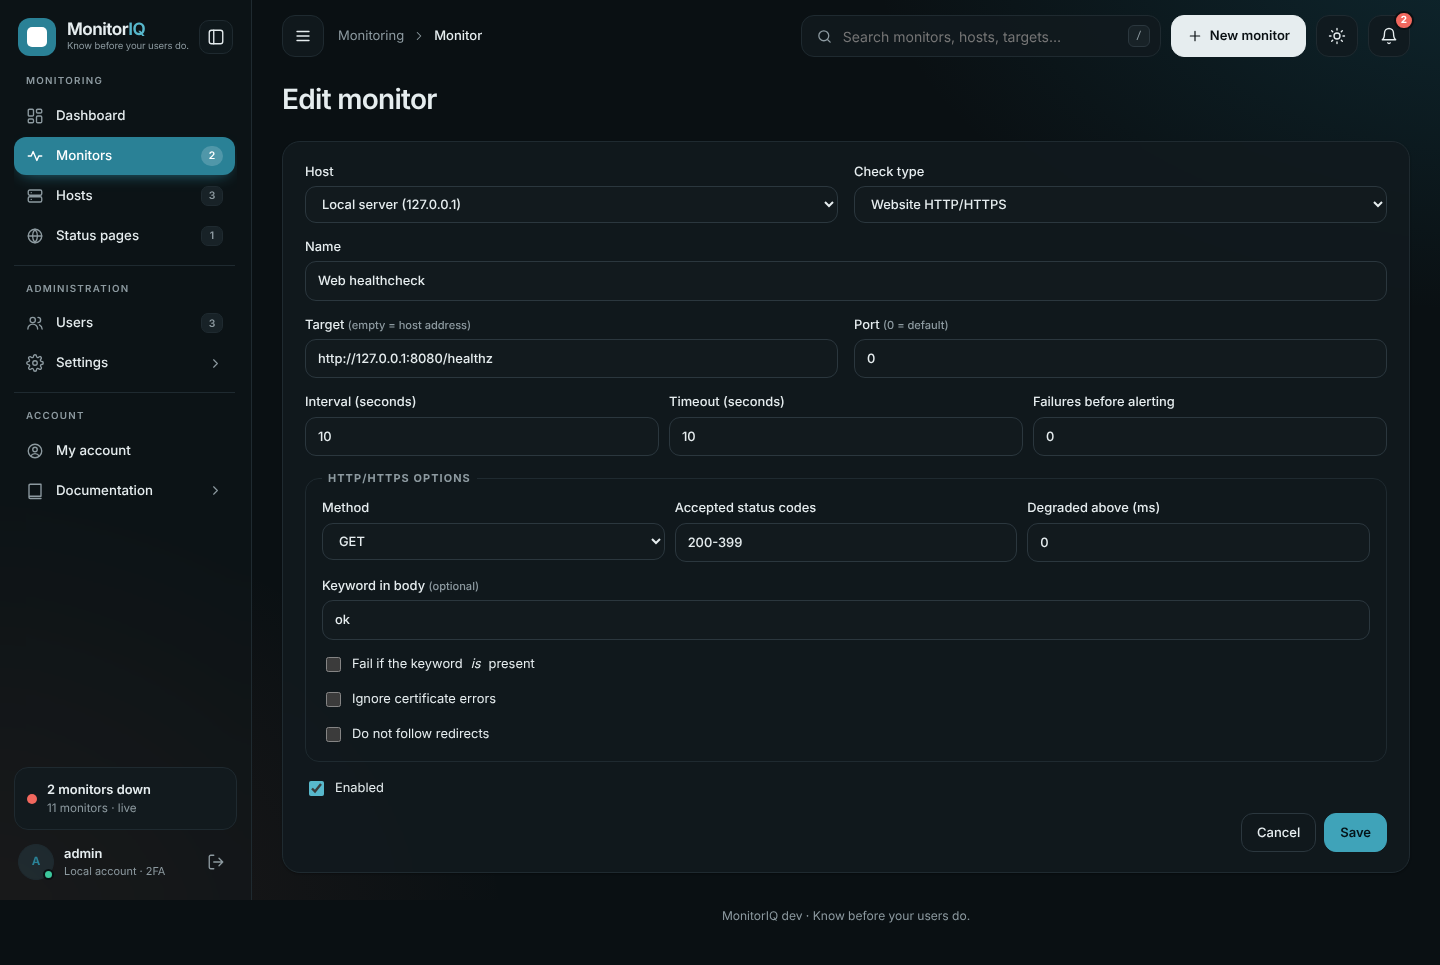 MonitorIQ
Know before your users do.
MONITORING
Dashboard
Monitors 2
Hosts 3
Status pages 1
ADMINISTRATION
Users 3
Settings
ACCOUNT
My account
Documentation
2 monitors down
11 monitors · live
A
admin
Local account · 2FA
Monitoring > Monitor
Search monitors, hosts, targets... /
+ New monitor
2
Edit monitor
Host
Local server (127.0.0.1)
Check type
Website HTTP/HTTPS
Name
Web healthcheck
Target (empty = host address)
http://127.0.0.1:8080/healthz
Port (0 = default)
0
Interval (seconds)
10
Timeout (seconds)
10
Failures before alerting
0
HTTP/HTTPS OPTIONS
Method
GET
Accepted status codes
200-399
Degraded above (ms)
0
Keyword in body (optional)
ok
Fail if the keyword is present
Ignore certificate errors
Do not follow redirects
Enabled
Cancel
Save
MonitorIQ dev · Know before your users do.